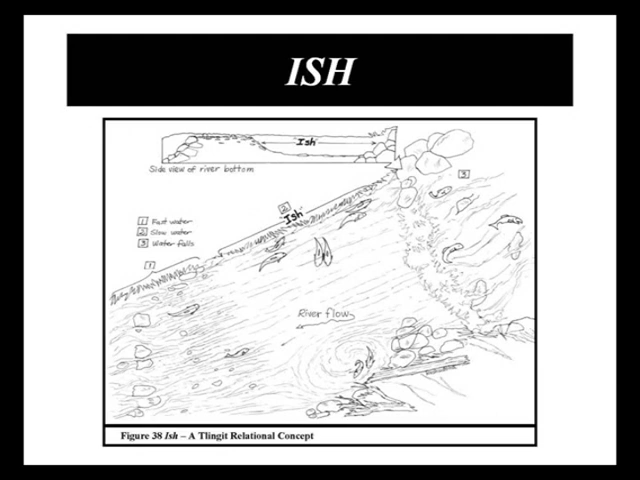 ISH
"Ish"
Side view of river bottom
2
"Ish"
3
1 Fast water
2 Slow water
3 Water falls
1
River flow
Figure 38 Ish – A Tlingit Relational Concept